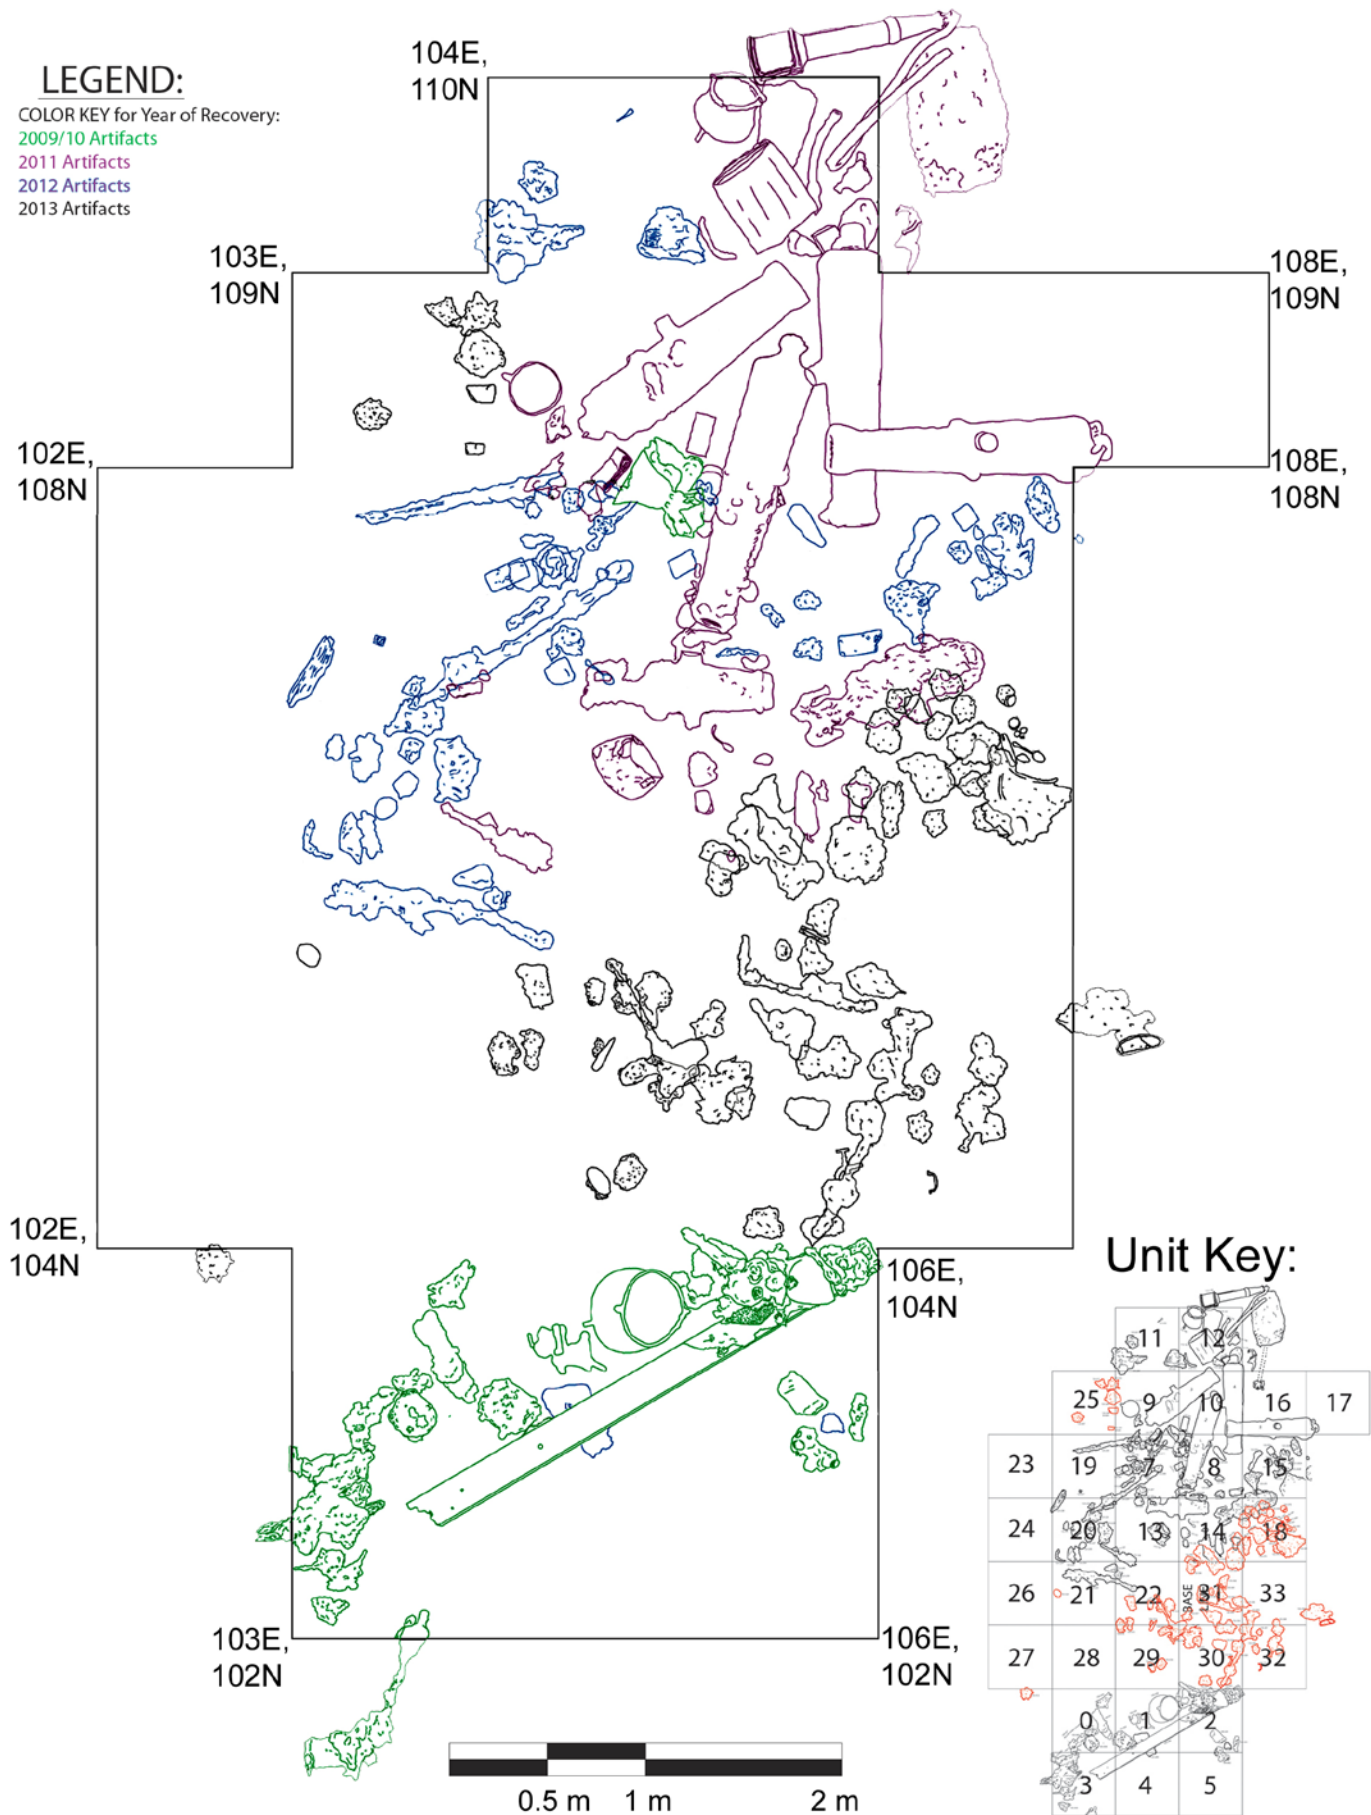 LEGEND:
COLOR KEY for Year of Recovery:
2009/10 Artifacts
2011 Artifacts
2012 Artifacts
2013 Artifacts
104E,
110N
103E,
109N
108E,
109N
102E,
108N
108E,
108N
102E,
104N
106E,
104N
103E,
102N
106E,
102N
0.5 m 1 m 2 m
Unit Key:
11 12
25 9 10 16 17
23 19 7 8 15
24 20 13 14 18
26 21 22 BASE 31 33
27 28 29 30 32
0 1 2
3 4 5